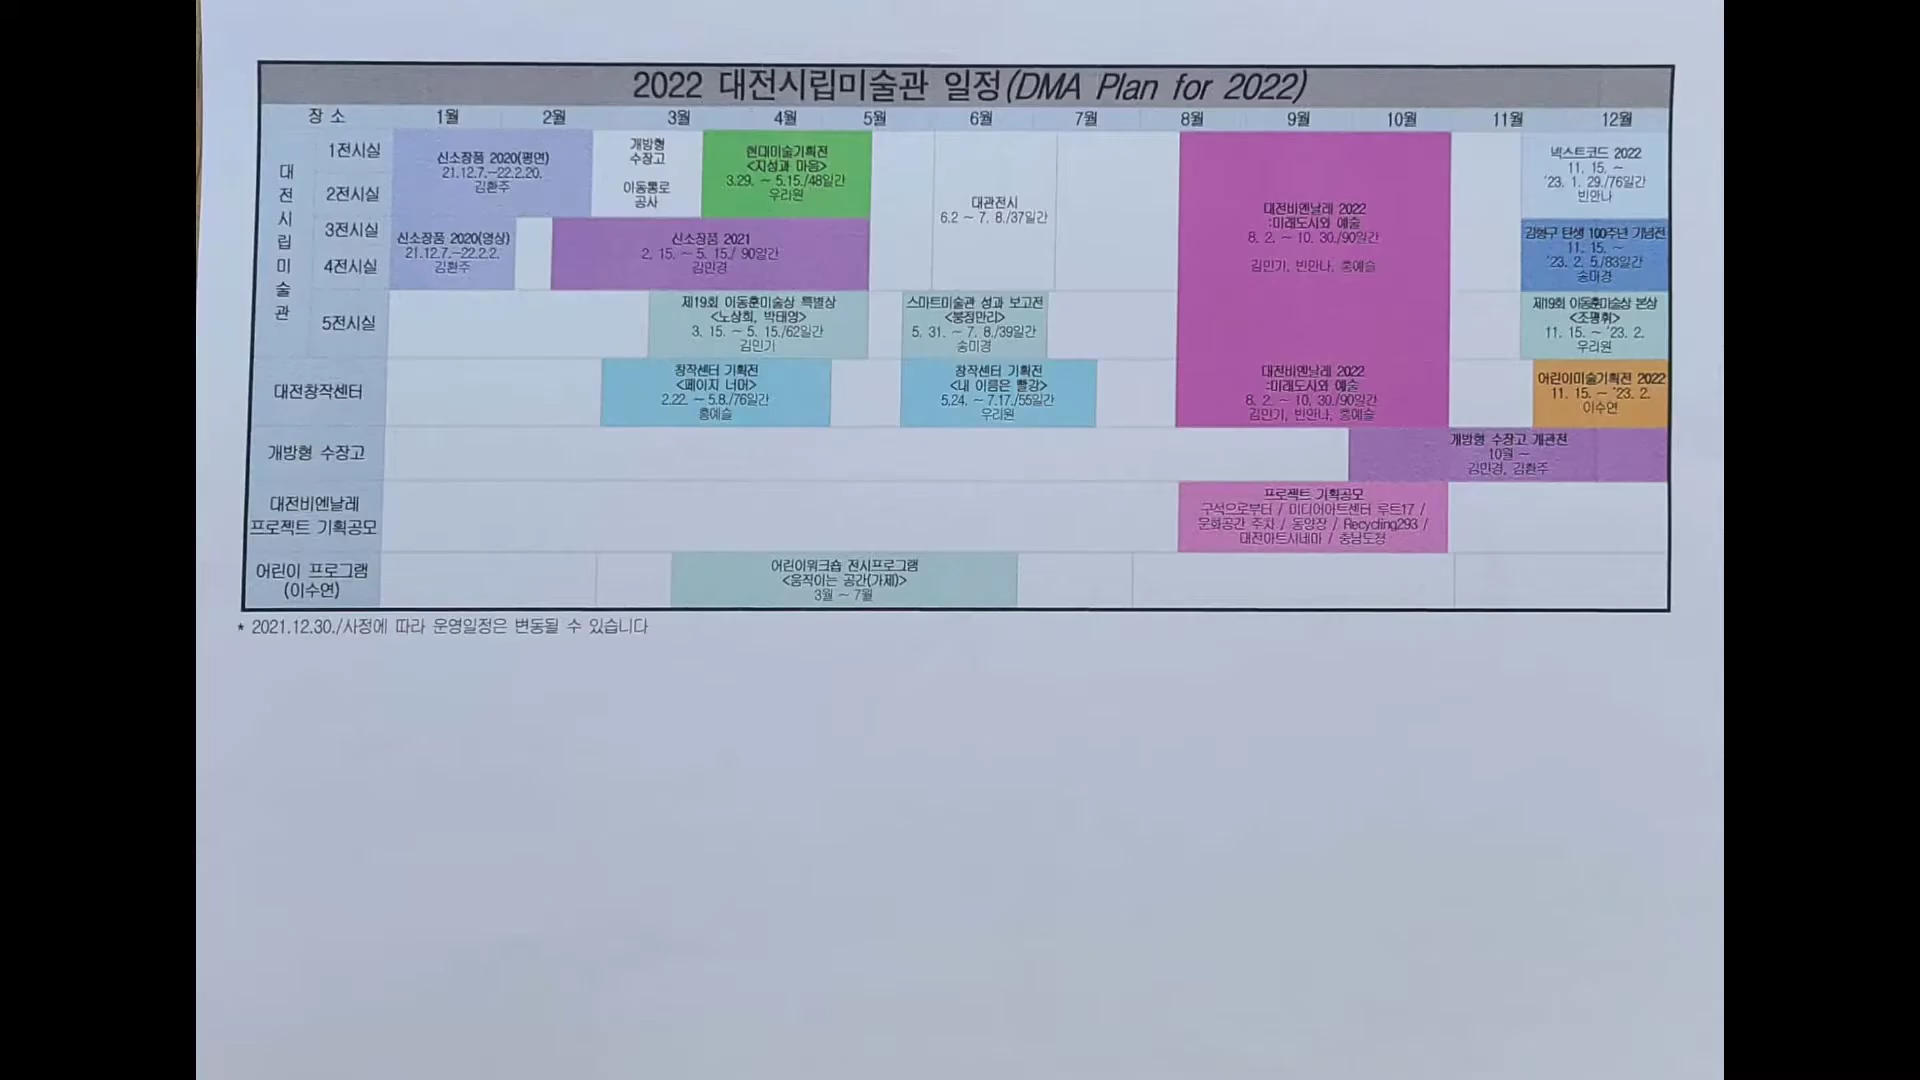 2022 대전시립미술관 일정(DMA Plan for 2022)
장 소 1월 2월 3월 4월 5월 6월 7월 8월 9월 10월 11월 12월
대전시립미술관
1전시실
2전시실
3전시실
4전시실
5전시실
신소장품 2020(평면)
21.12.7.~22.2.20.
김환주
개방형
수장고
이동통로
공사
현대미술기획전
<지성과 마음>
3.29. ~ 5.15./48일간
우리원
신소장품 2020(영상)
21.12.7.~22.2.2.
김환주
신소장품 2021
2. 15. ~ 5. 15./ 90일간
김민경
대관전시
6.2 ~ 7. 8./37일간
대전비엔날레 2022
:미래도시와 예술
8. 2. ~ 10. 30./90일간
김민기, 빈안나, 홍예슬
넥스트코드 2022
11. 15. ~
'23. 1. 29./76일간
빈안나
김형구 탄생 100주년 기념전
11. 15. ~
'23. 2. 5./83일간
송미경
제19회 이동훈미술상 특별상
<노상희, 박태영>
3. 15. ~ 5. 15./62일간
김민기
스마트미술관 성과 보고전
<붕정만리>
5. 31. ~ 7. 8./39일간
송미경
제19회 이동훈미술상 본상
<조평휘>
11. 15. ~ '23. 2.
우리원
대전창작센터
창작센터 기획전
<페이지 너머>
2.22. ~ 5.8./76일간
홍예슬
창작센터 기획전
<내 이름은 빨강>
5.24. ~ 7.17./55일간
우리원
대전비엔날레 2022
:미래도시와 예술
8. 2. ~ 10. 30./90일간
김민기, 빈안나, 홍예슬
어린이미술기획전 2022
11. 15. ~ '23. 2.
이수연
개방형 수장고
개방형 수장고 개관전
10월 ~
김민경, 김환주
대전비엔날레
프로젝트 기획공모
프로젝트 기획공모
구석으로부터 / 미디어아트센터 루트17 /
문화공간 주차 / 동양장 / Recycling293 /
대전아트시네마 / 충남도청
어린이 프로그램
(이수연)
어린이워크숍 전시프로그램
<움직이는 공간(가제)>
3월 ~ 7월
* 2021.12.30./사정에 따라 운영일정은 변동될 수 있습니다